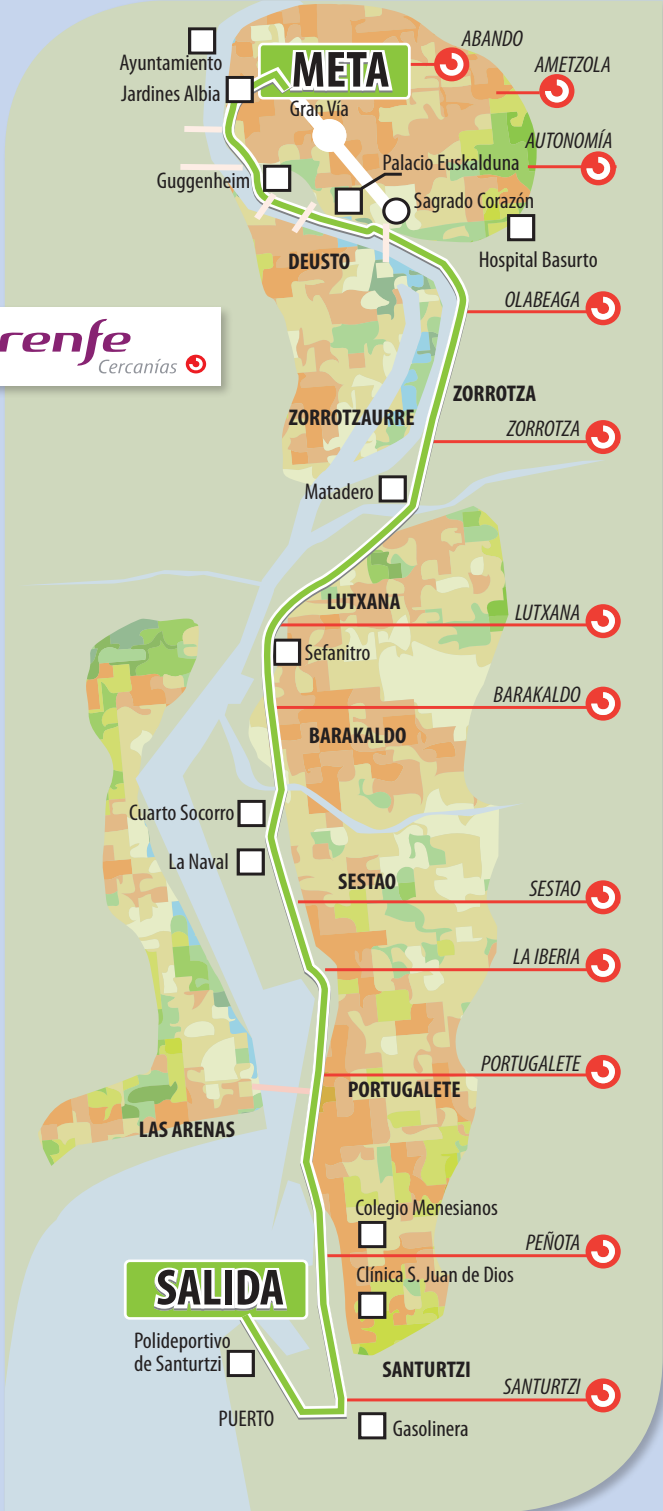 ABANDO
Ayuntamiento
META
AMETZOLA
Jardines Albia
Gran Vía
AUTONOMÍA
Palacio Euskalduna
Guggenheim
Sagrado Corazón
DEUSTO
Hospital Basurto
OLABEAGA
renfe
Cercanías
ZORROTZA
ZORROTZAURRE
ZORROTZA
Matadero
LUTXANA
LUTXANA
Sefanitro
BARAKALDO
BARAKALDO
Cuarto Socorro
La Naval
SESTAO
SESTAO
LA IBERIA
PORTUGALETE
PORTUGALETE
LAS ARENAS
Colegio Menesianos
PEÑOTA
Clínica S. Juan de Dios
SALIDA
Polideportivo
de Santurtzi
SANTURTZI
SANTURTZI
PUERTO
Gasolinera